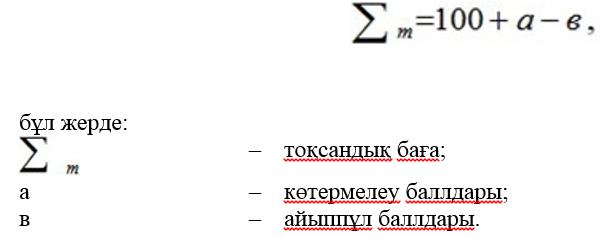 ∑ т=100 + а – в ,
бұл жерде:
∑ т – тоқсандық баға;
а – көтермелеу баллдары;
в – айыппұл баллдары.